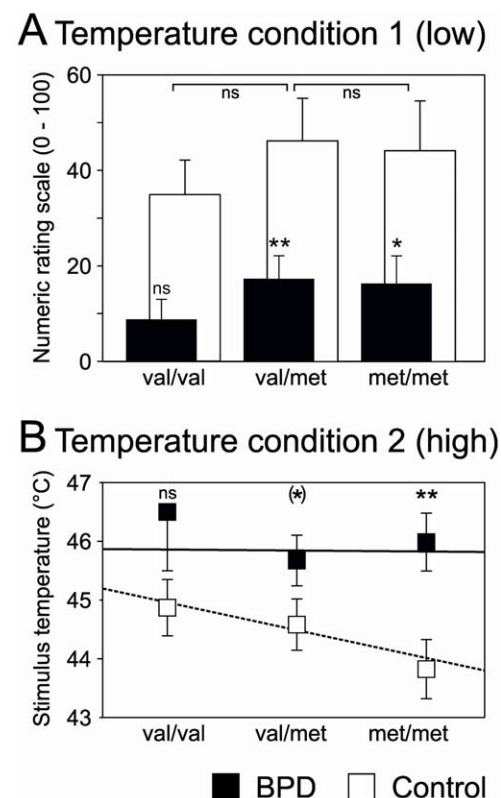 A Temperature condition 1 (low)
Numeric rating scale (0 - 100)
60
40
20
0
ns
ns
ns
**
*
val/val
val/met
met/met
B Temperature condition 2 (high)
Stimulus temperature (°C)
47
46
45
44
43
ns
(*)
**
val/val
val/met
met/met
BPD
Control